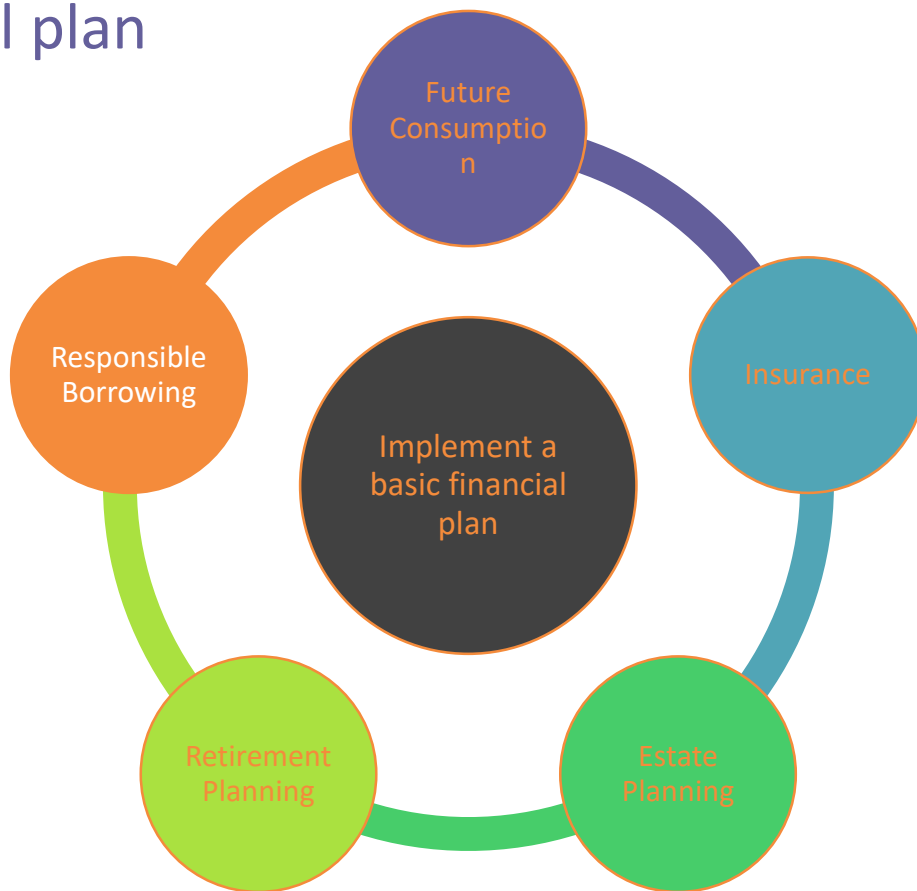 l plan
Future
Consumptio
n
Responsible
Borrowing
Insurance
Implement a
basic financial
plan
Retirement
Planning
Estate
Planning